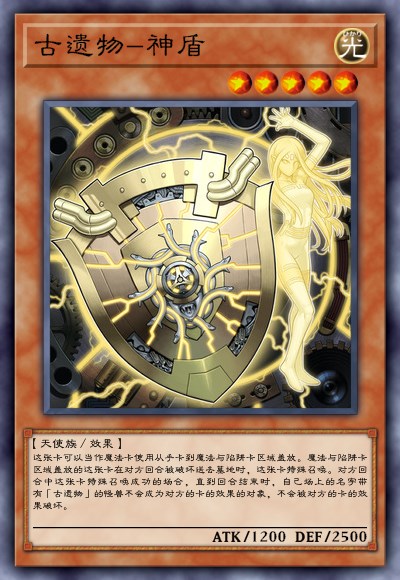 古遗物-神盾
光
【天使族／效果】
这张卡可以当作魔法卡使用从手卡到魔法与陷阱卡区域盖放。魔法与陷阱卡
区域盖放的这张卡在对方回合会被破坏送去墓地时，这张卡特殊召唤。对方回
合中这张卡特殊召唤成功的场合，直到回合结束时，自己场上的名字带
有「古遗物」的怪兽不会成为对方的卡的效果的对象，不会被对方的卡的效
果破坏。
ATK/1200 DEF/2500